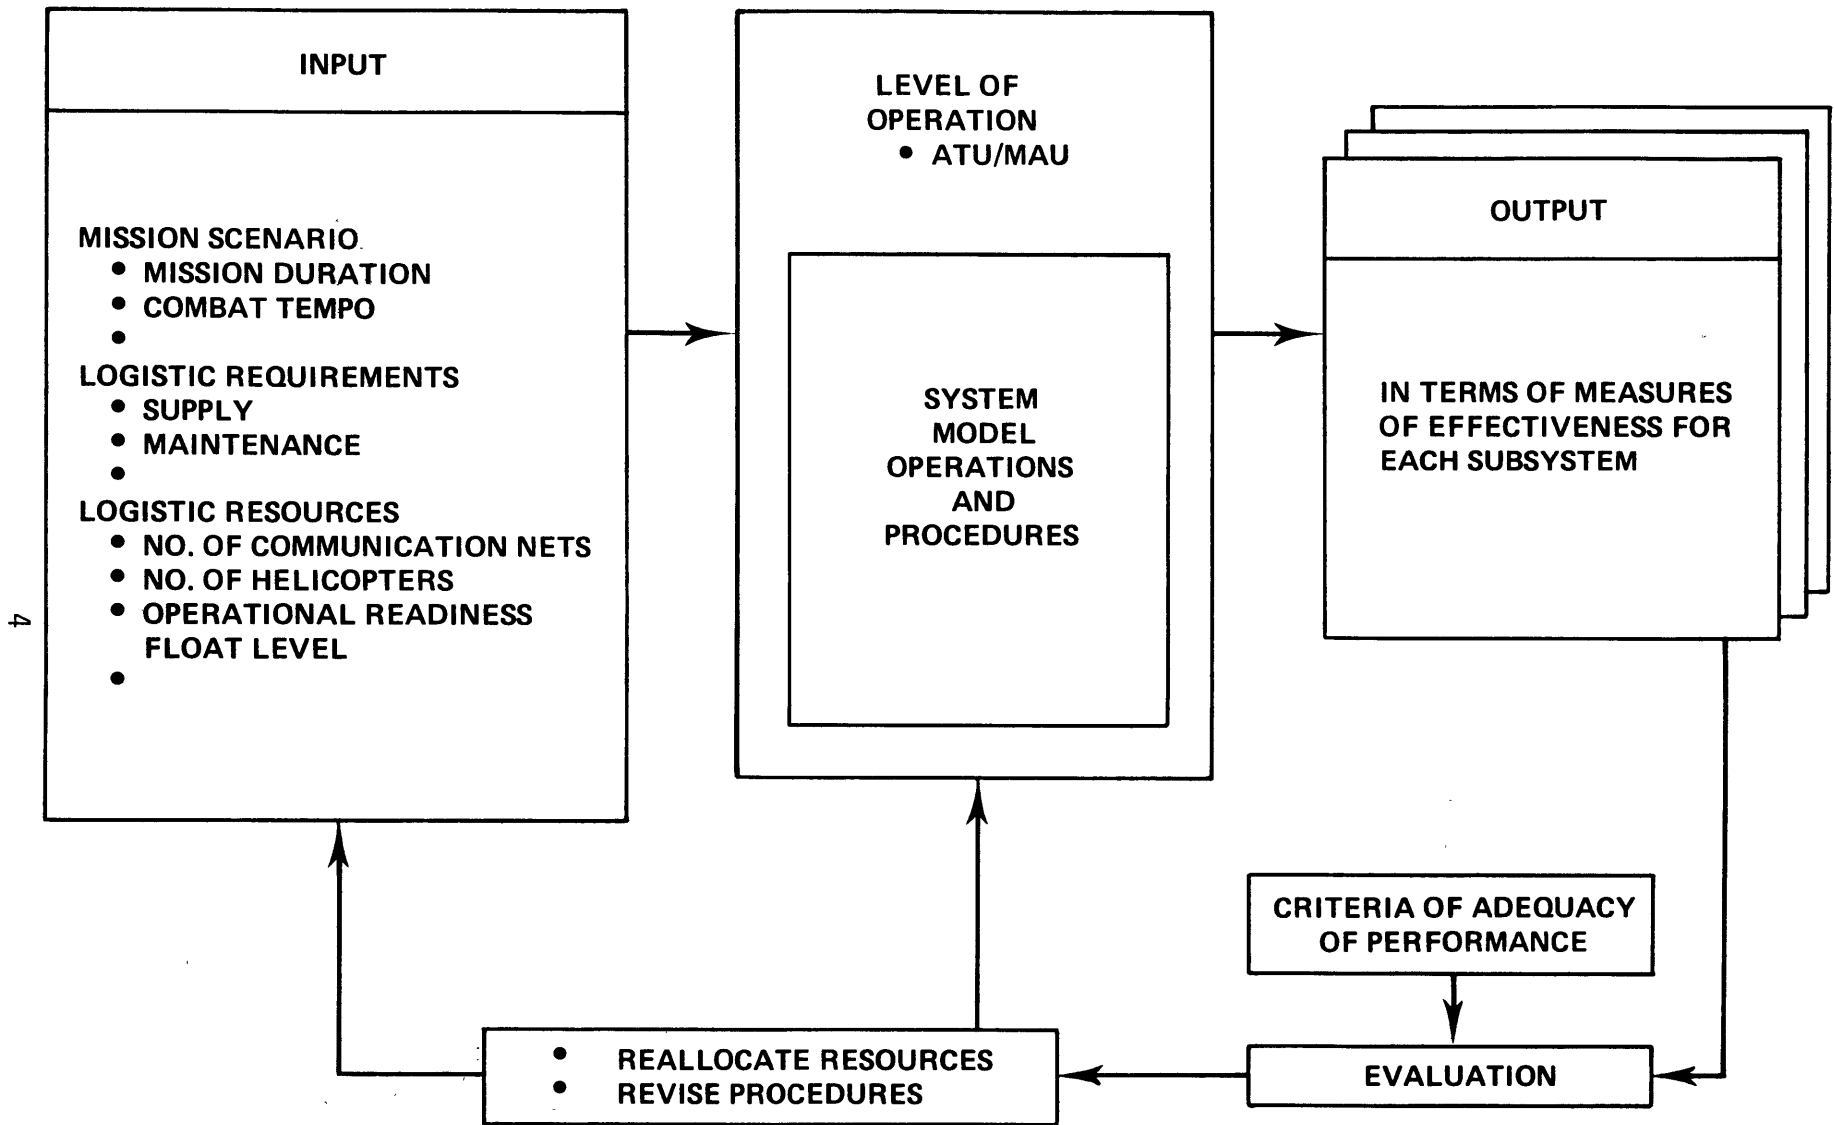 INPUT
MISSION SCENARIO
• MISSION DURATION
• COMBAT TEMPO
•
LOGISTIC REQUIREMENTS
• SUPPLY
• MAINTENANCE
•
LOGISTIC RESOURCES
• NO. OF COMMUNICATION NETS
• NO. OF HELICOPTERS
• OPERATIONAL READINESS
FLOAT LEVEL
•
LEVEL OF
OPERATION
• ATU/MAU
SYSTEM
MODEL
OPERATIONS
AND
PROCEDURES
OUTPUT
IN TERMS OF MEASURES
OF EFFECTIVENESS FOR
EACH SUBSYSTEM
CRITERIA OF ADEQUACY
OF PERFORMANCE
EVALUATION
• REALLOCATE RESOURCES
• REVISE PROCEDURES
4